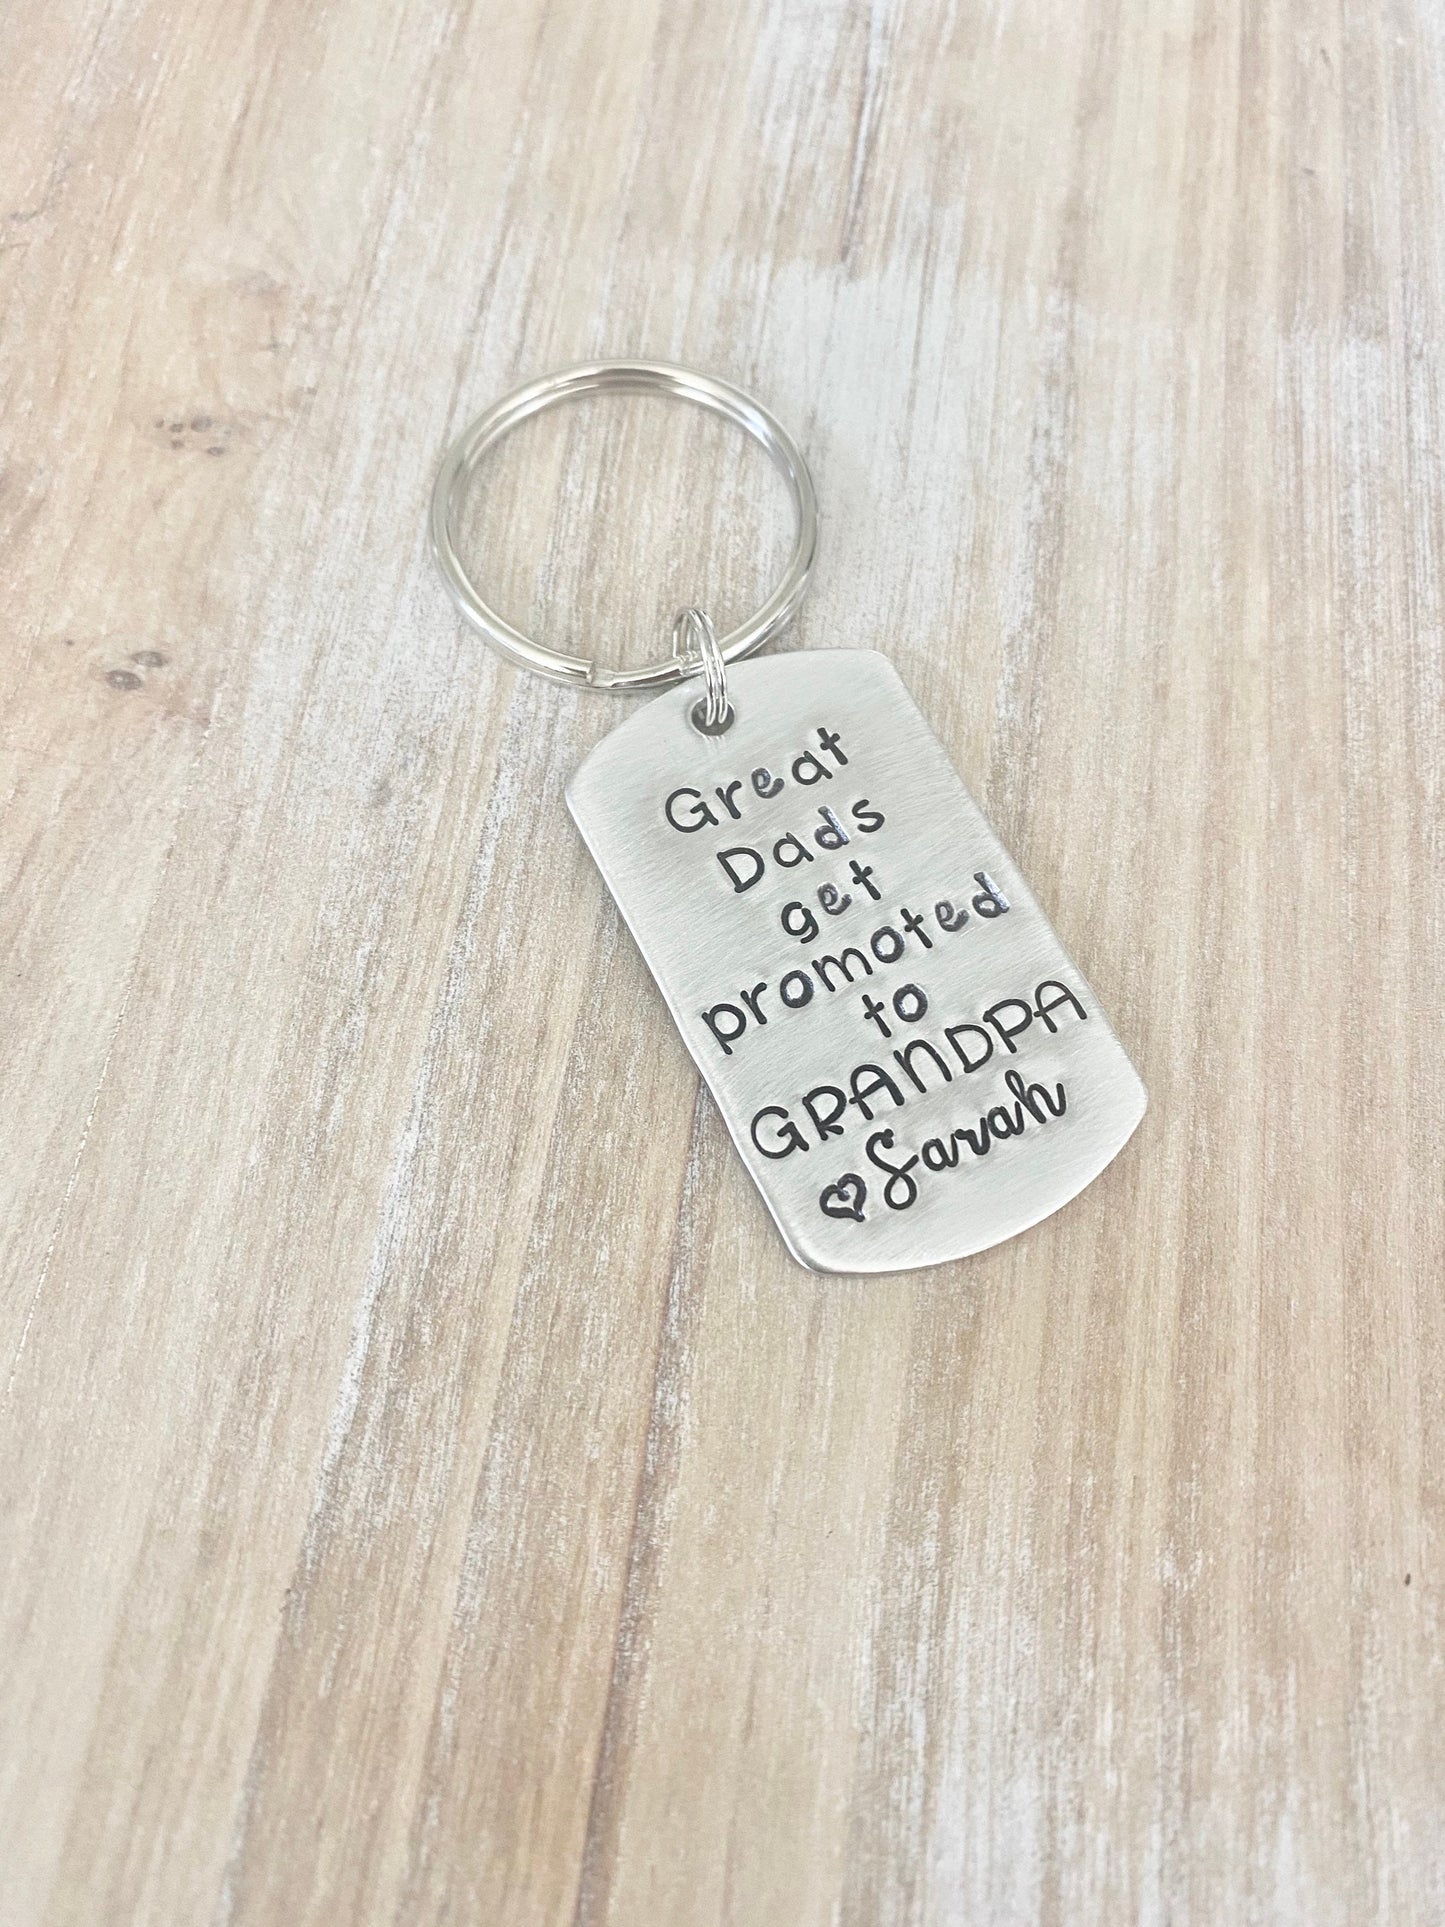 Great
Dads
get
promoted
to
GRANDPA
♡Sarah